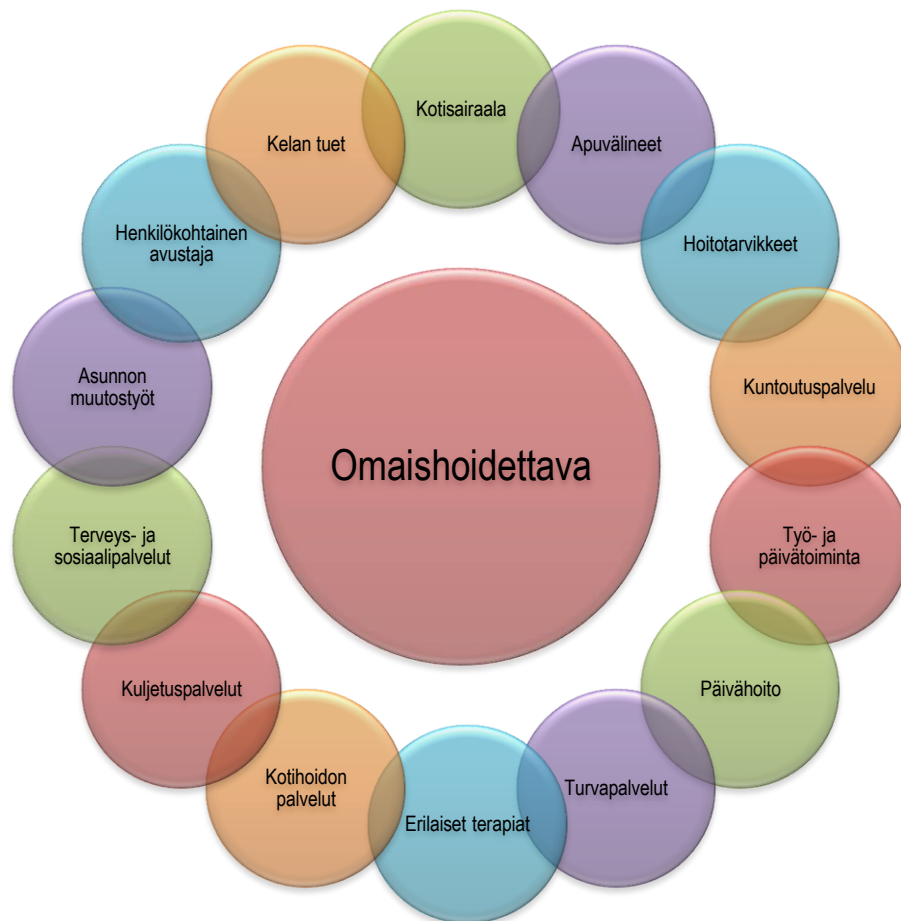 Kotisairaala
Apuvälineet
Hoitotarvikkeet
Kuntoutuspalvelu
Työ- ja
päivätoiminta
Päivähoito
Turvapalvelut
Erilaiset terapiat
Kotihoidon
palvelut
Kuljetuspalvelut
Terveys- ja
sosiaalipalvelut
Asunnon
muutostyöt
Henkilökohtainen
avustaja
Kelan tuet
Omaishoidettava